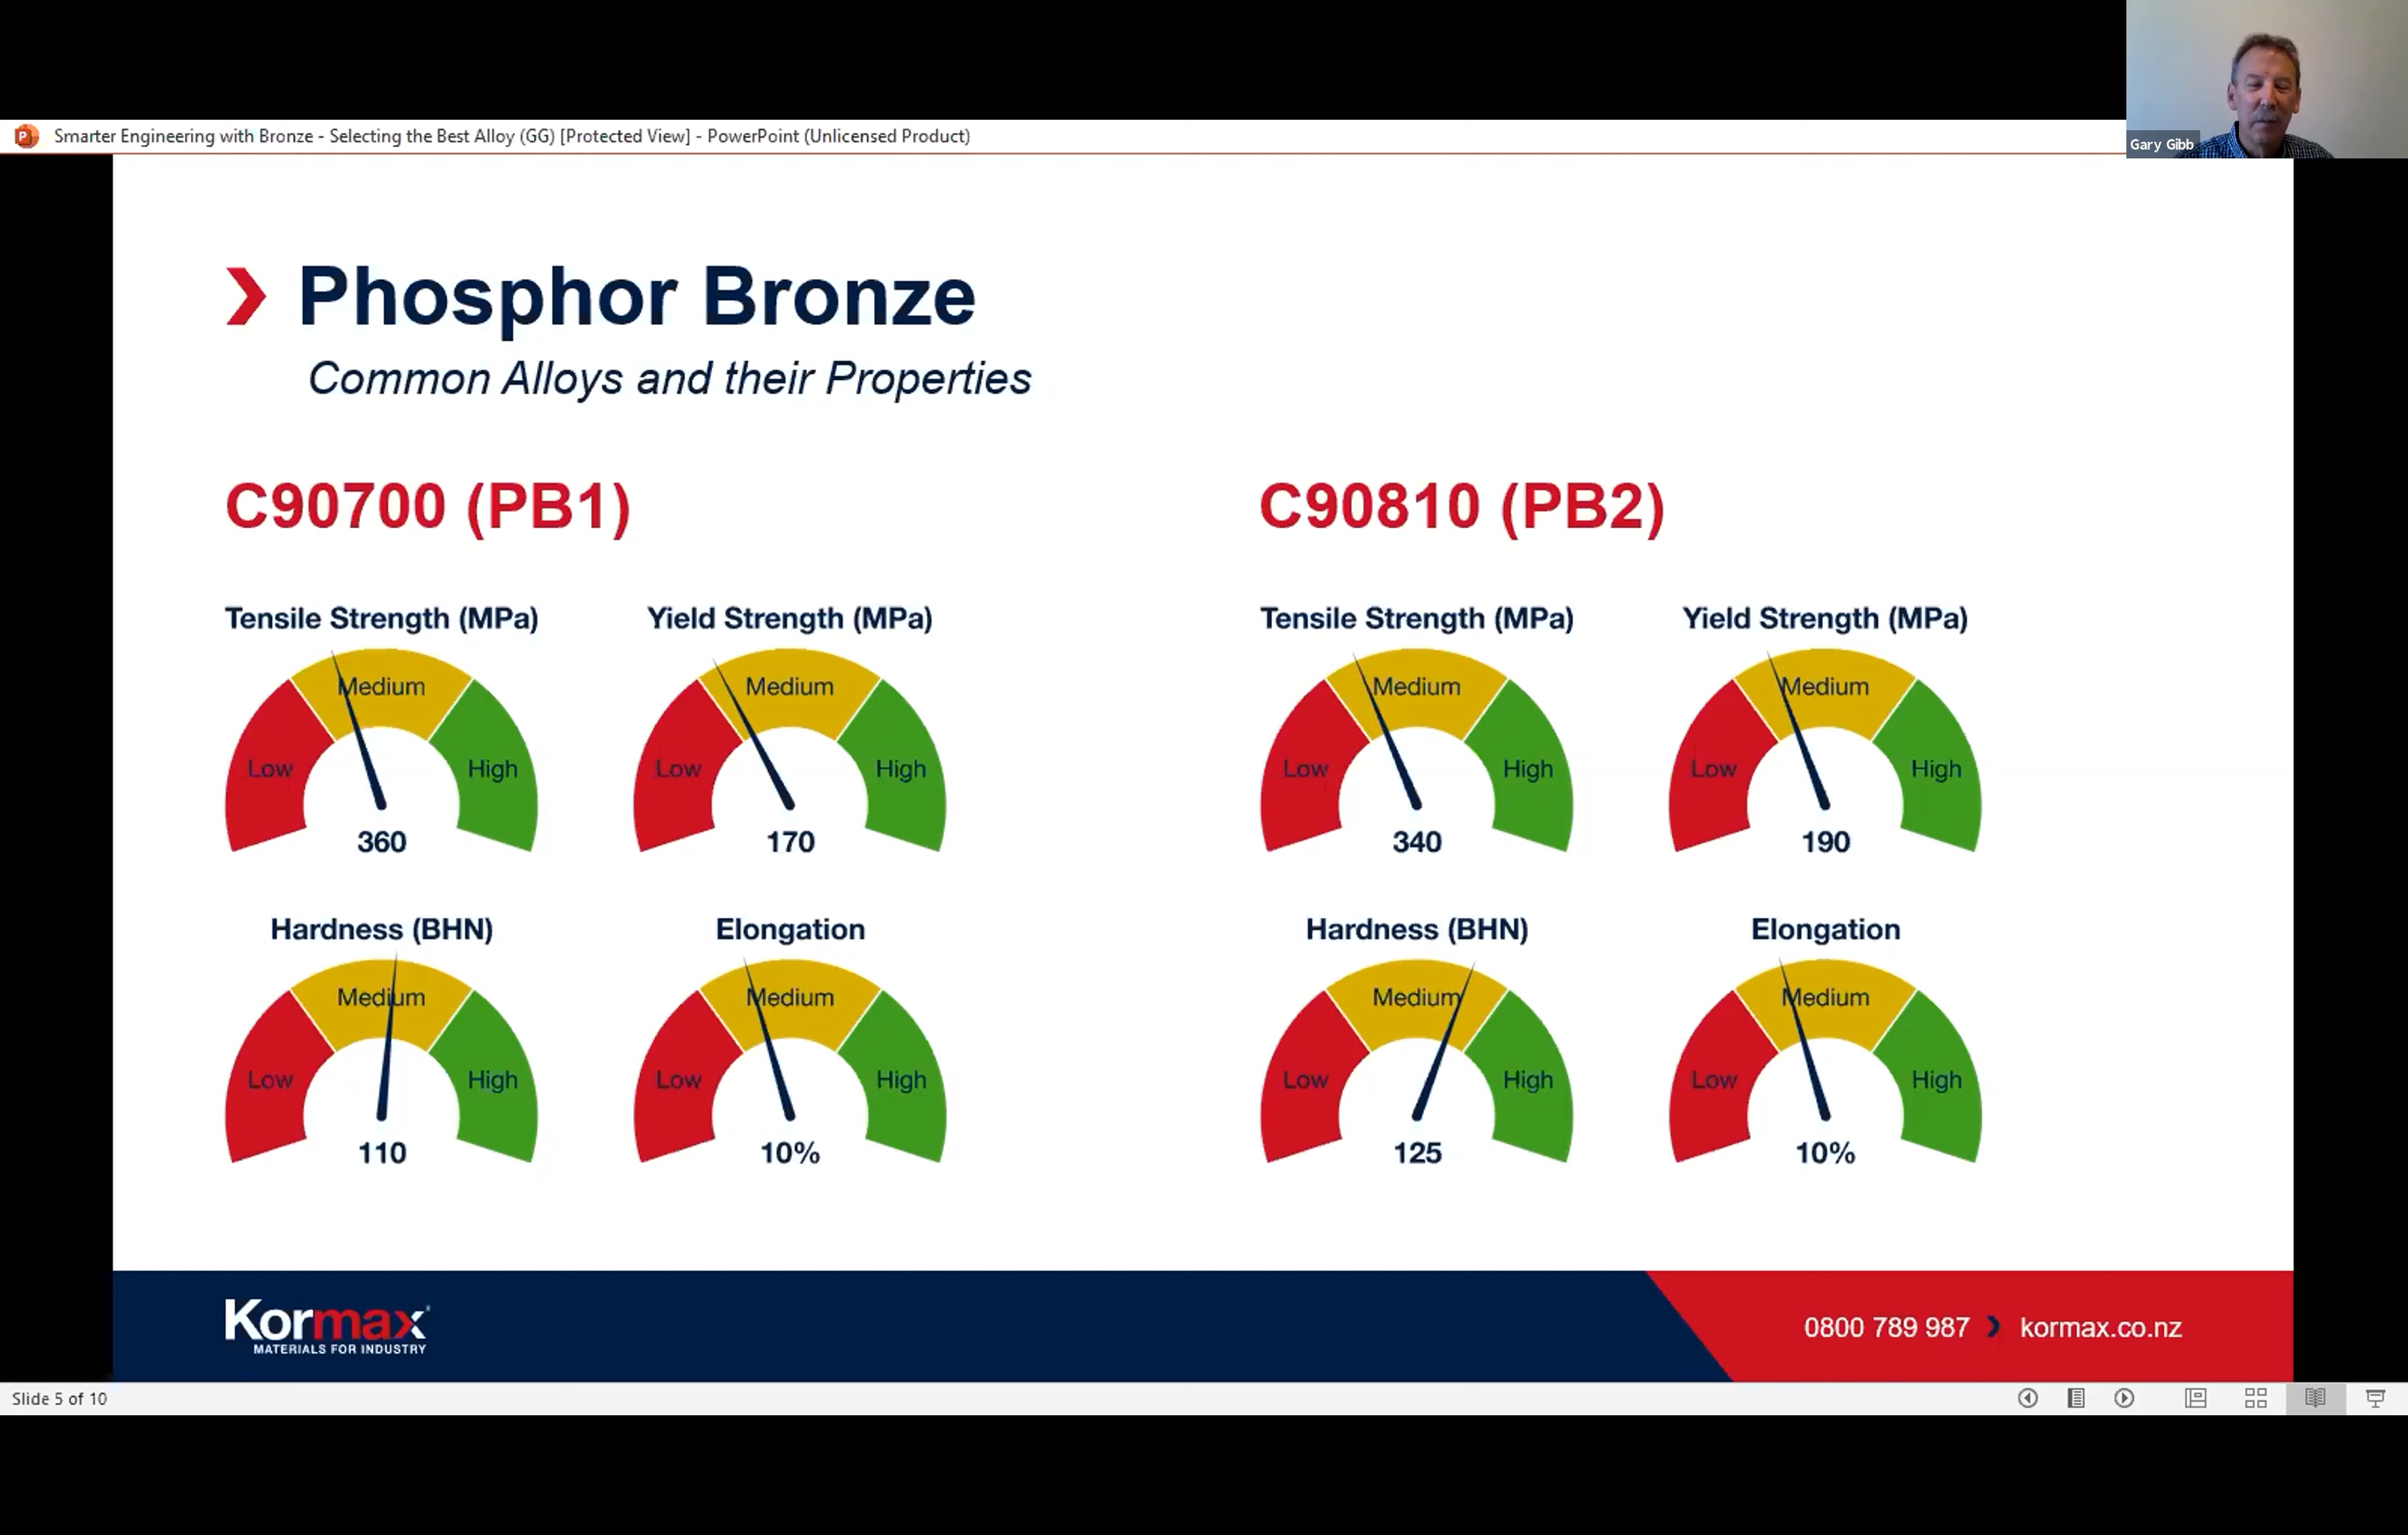 Gary Gibb
Smarter Engineering with Bronze - Selecting the Best Alloy (GG) [Protected View] - PowerPoint (Unlicensed Product)
Phosphor Bronze
Common Alloys and their Properties
C90700 (PB1)
Tensile Strength (MPa)
Low
Medium
High
360
Yield Strength (MPa)
Low
Medium
High
170
Hardness (BHN)
Low
Medium
High
110
Elongation
Low
Medium
High
10%
C90810 (PB2)
Tensile Strength (MPa)
Low
Medium
High
340
Yield Strength (MPa)
Low
Medium
High
190
Hardness (BHN)
Low
Medium
High
125
Elongation
Low
Medium
High
10%
Kormax
MATERIALS FOR INDUSTRY
0800 789 987 kormax.co.nz
Slide 5 of 10